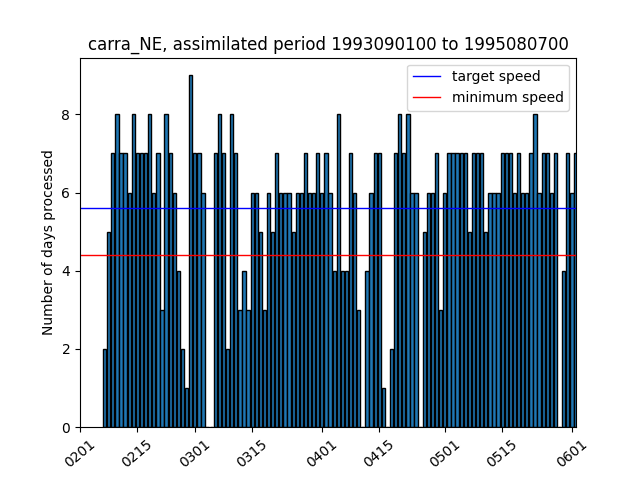 carra_NE, assimilated period 1993090100 to 1995080700
target speed
minimum speed
Number of days processed
8
6
4
2
0
0201 0215 0301 0315 0401 0415 0501 0515 0601